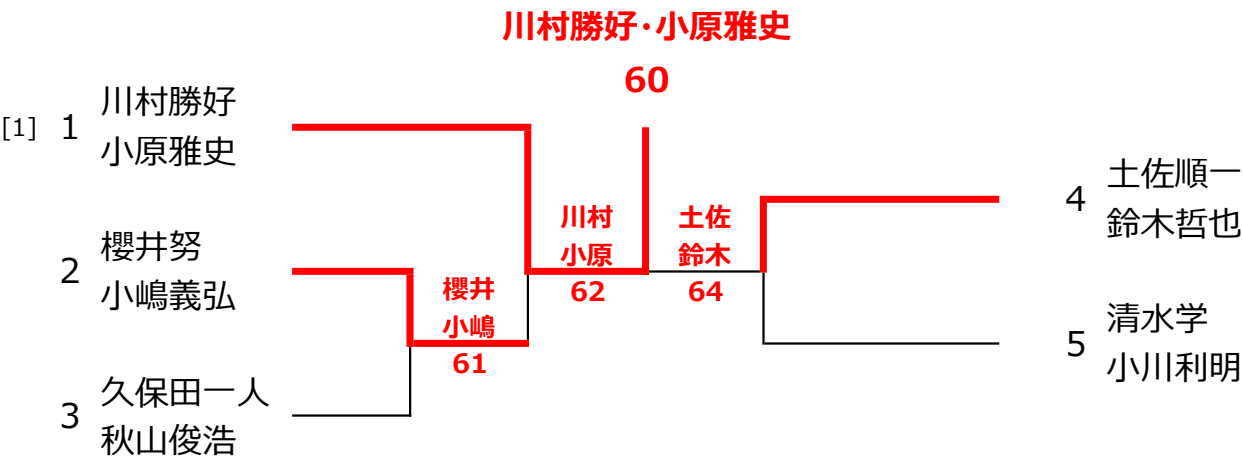 川村勝好・小原雅史
60
[1] 1 川村勝好
小原雅史
2 櫻井努
小嶋義弘
3 久保田一人
秋山俊浩
櫻井
小嶋
61
川村
小原
62
土佐
鈴木
64
4 土佐順一
鈴木哲也
5 清水学
小川利明